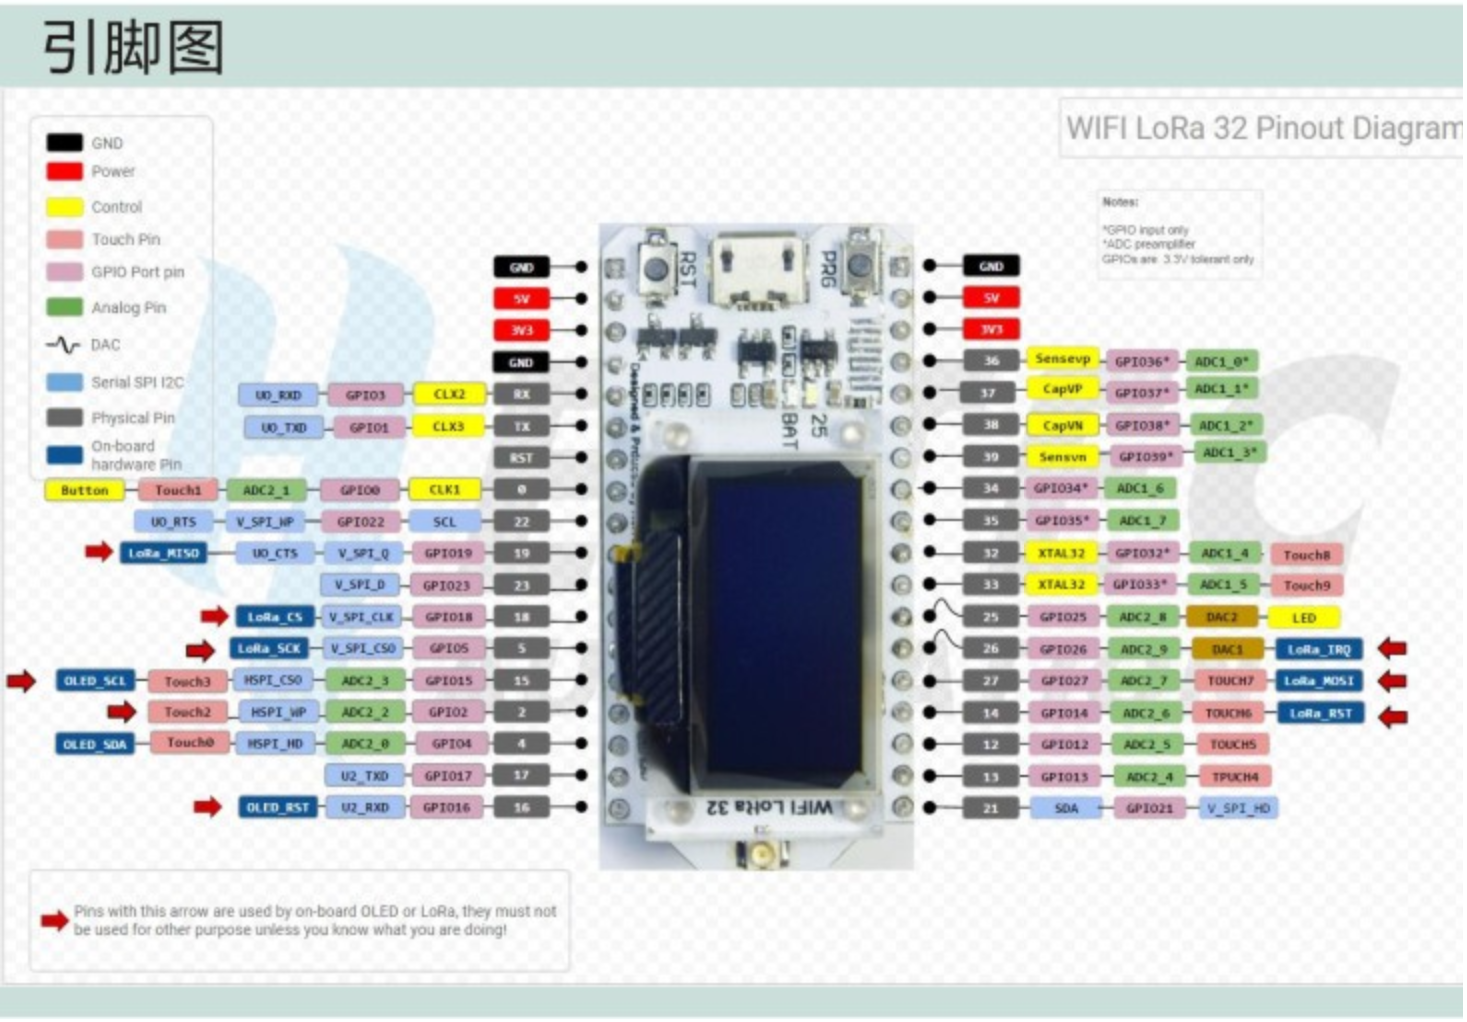 引脚图
WIFI LoRa 32 Pinout Diagram
GND
Power
Control
Touch Pin
GPIO Port pin
Analog Pin
DAC
Serial SPI I2C
Physical Pin
On-board
hardware Pin
Notes:
*GPIO input only
*ADC preamplifier
GPIOs are 3.3V tolerant only
GND
5V
3V3
GND
UO_RXD GPIO3 CLX2 RX
UO_TXD GPIO1 CLX3 TX
RST
Button Touch1 ADC2_1 GPIO0 CLK1 0
UO_RTS V_SPI_WP GPIO22 SCL 22
LoRa_MISO UO_CTS V_SPI_Q GPIO19 19
V_SPI_D GPIO23 23
LoRa_CS V_SPI_CLK GPIO18 18
LoRa_SCK V_SPI_CSO GPIO5 5
OLED_SCL Touch3 HSPI_CSO ADC2_3 GPIO15 15
Touch2 HSPI_WP ADC2_2 GPIO2 2
OLED_SDA Touch0 HSPI_HD ADC2_0 GPIO4 4
U2_TXD GPIO17 17
OLED_RST U2_RXD GPIO16 16
RST
PRG
BAT
25
WIFI LoRa 32
GND
5V
3V3
36 Sensevp GPIO36* ADC1_0*
37 CapVP GPIO37* ADC1_1*
38 CapVN GPIO38* ADC1_2*
39 Sensvn GPIO39* ADC1_3*
34 GPIO34* ADC1_6
35 GPIO35* ADC1_7
32 XTAL32 GPIO32* ADC1_4 Touch8
33 XTAL32 GPIO33* ADC1_5 Touch9
25 GPIO25 ADC2_8 DAC2 LED
26 GPIO26 ADC2_9 DAC1 LoRa_IRQ
27 GPIO27 ADC2_7 TOUCH7 LoRa_MOSI
14 GPIO14 ADC2_6 TOUCH6 LoRa_RST
12 GPIO12 ADC2_5 TOUCH5
13 GPIO13 ADC2_4 TPUCH4
21 SDA GPIO21 V_SPI_HD
Pins with this arrow are used by on-board OLED or LoRa, they must not
be used for other purpose unless you know what you are doing!